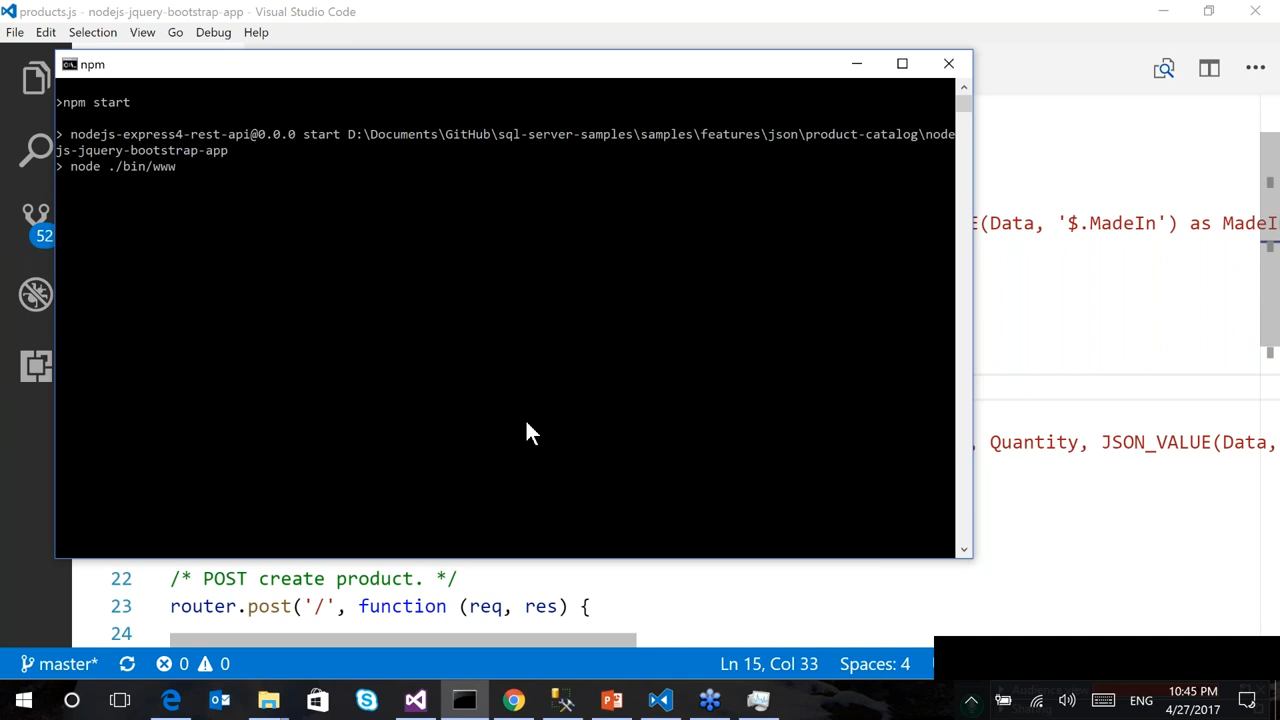 products.js - nodejs-jquery-bootstrap-app - Visual Studio Code
File Edit Selection View Go Debug Help
npm
>npm start
> nodejs-express4-rest-api@0.0.0 start D:\Documents\GitHub\sql-server-samples\samples\features\json\product-catalog\node
js-jquery-bootstrap-app
> node ./bin/www
52
E(Data, '$.MadeIn') as MadeI
, Quantity, JSON_VALUE(Data,
22 /* POST create product. */
23 router.post('/', function (req, res) {
24
master* 0 0 Ln 15, Col 33 Spaces: 4
Audience view
ENG 10:45 PM
4/27/2017